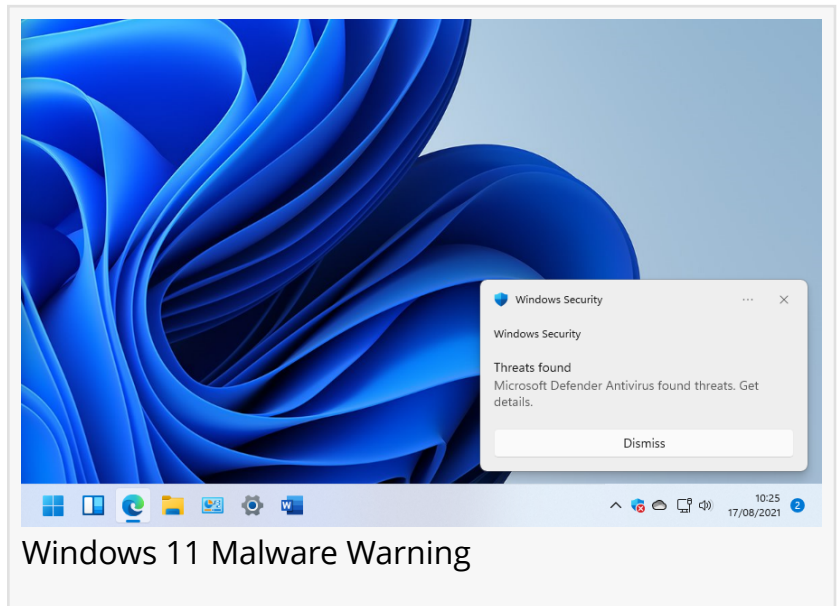 Windows Security
Windows Security
Threats found
Microsoft Defender Antivirus found threats. Get
details.
Dismiss
10:25
17/08/2021
2
Windows 11 Malware Warning